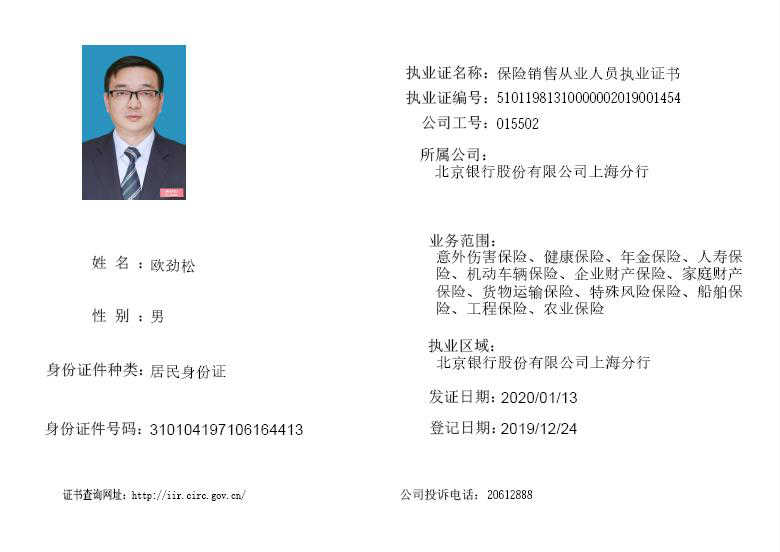 姓 名 ：欧劲松
性 别 ：男
身份证件种类：居民身份证
身份证件号码：310104197106164413
证书查询网址：http://iir.circ.gov.cn/
执业证名称：保险销售从业人员执业证书
执业证编号：51011981310000002019001454
公司工号：015502
所属公司：
北京银行股份有限公司上海分行
业务范围：
意外伤害保险、健康保险、年金保险、人寿保
险、机动车辆保险、企业财产保险、家庭财产
保险、货物运输保险、特殊风险保险、船舶保
险、工程保险、农业保险
执业区域：
北京银行股份有限公司上海分行
发证日期：2020/01/13
登记日期：2019/12/24
公司投诉电话：20612888